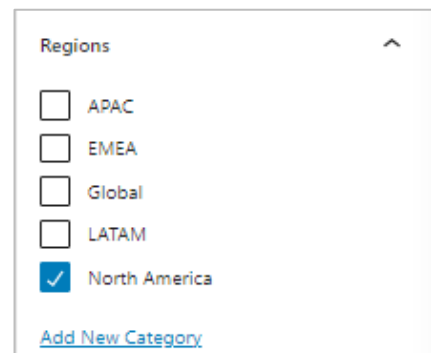 Regions
APAC
EMEA
Global
LATAM
North America
Add New Category